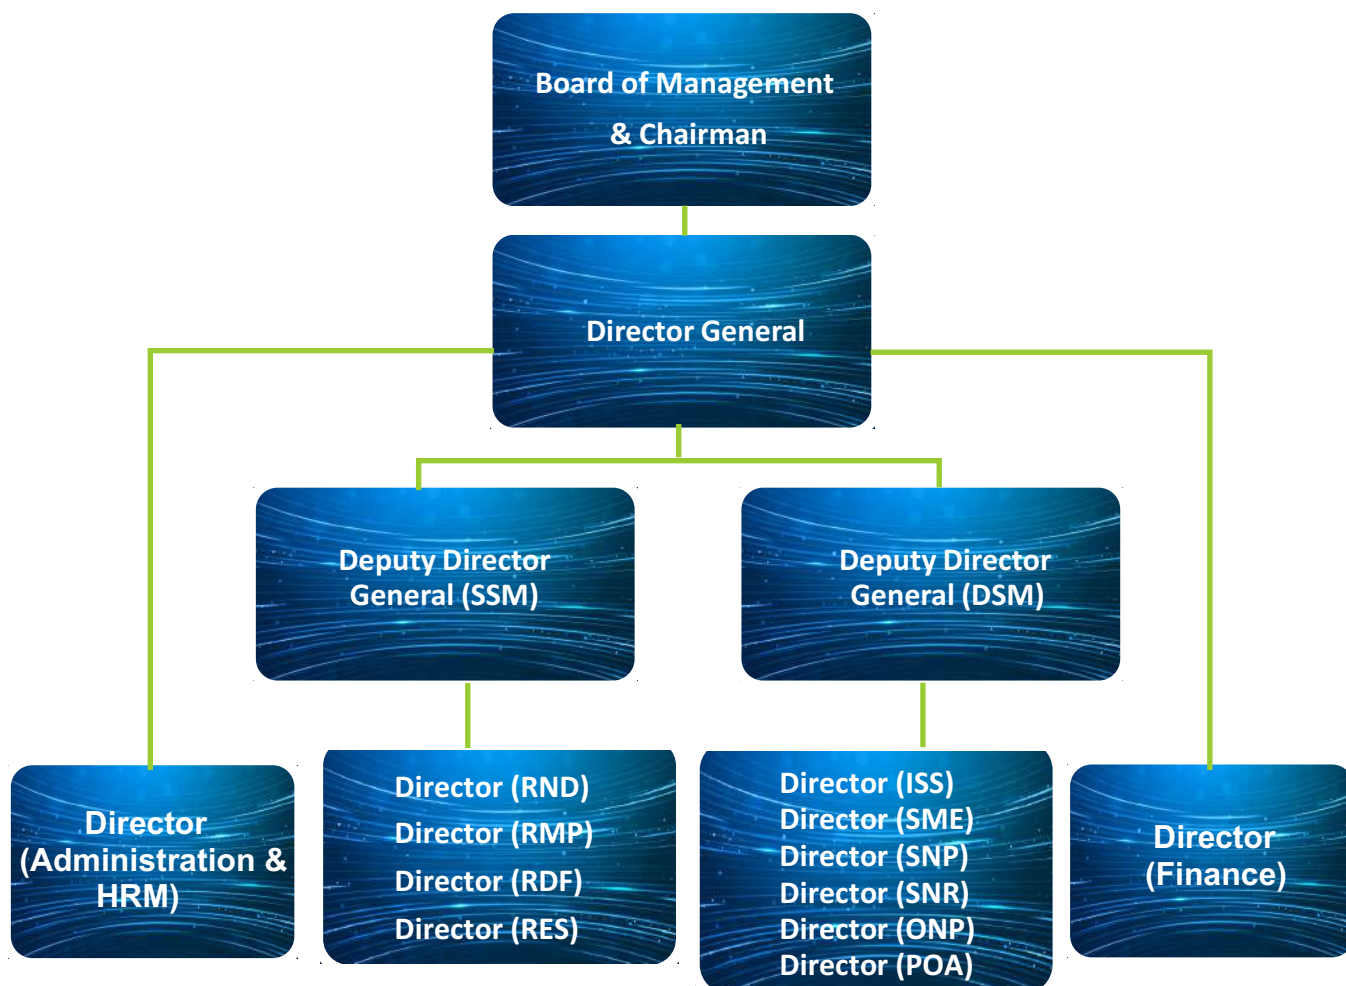 Board of Management
& Chairman
Director General
Deputy Director
General (SSM)
Deputy Director
General (DSM)
Director
(Administration &
HRM)
Director (RND)
Director (RMP)
Director (RDF)
Director (RES)
Director (ISS)
Director (SME)
Director (SNP)
Director (SNR)
Director (ONP)
Director (POA)
Director
(Finance)